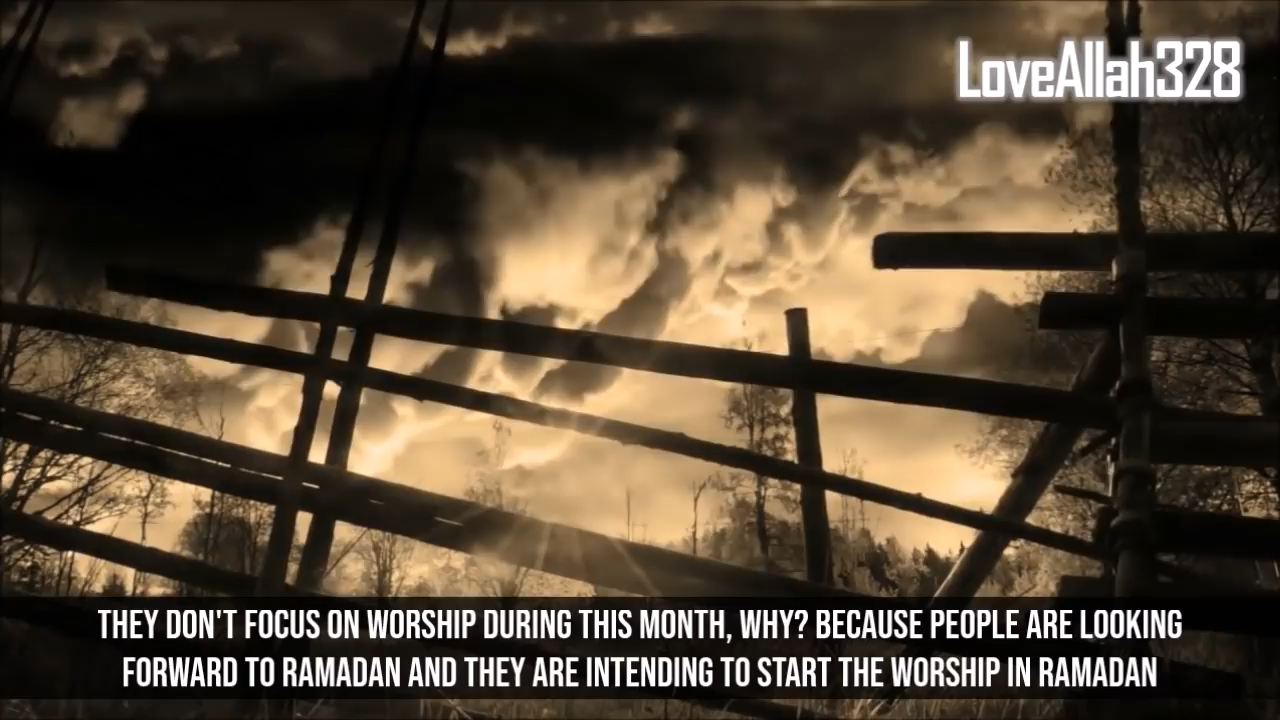 LoveAllah328
THEY DON'T FOCUS ON WORSHIP DURING THIS MONTH, WHY? BECAUSE PEOPLE ARE LOOKING
FORWARD TO RAMADAN AND THEY ARE INTENDING TO START THE WORSHIP IN RAMADAN